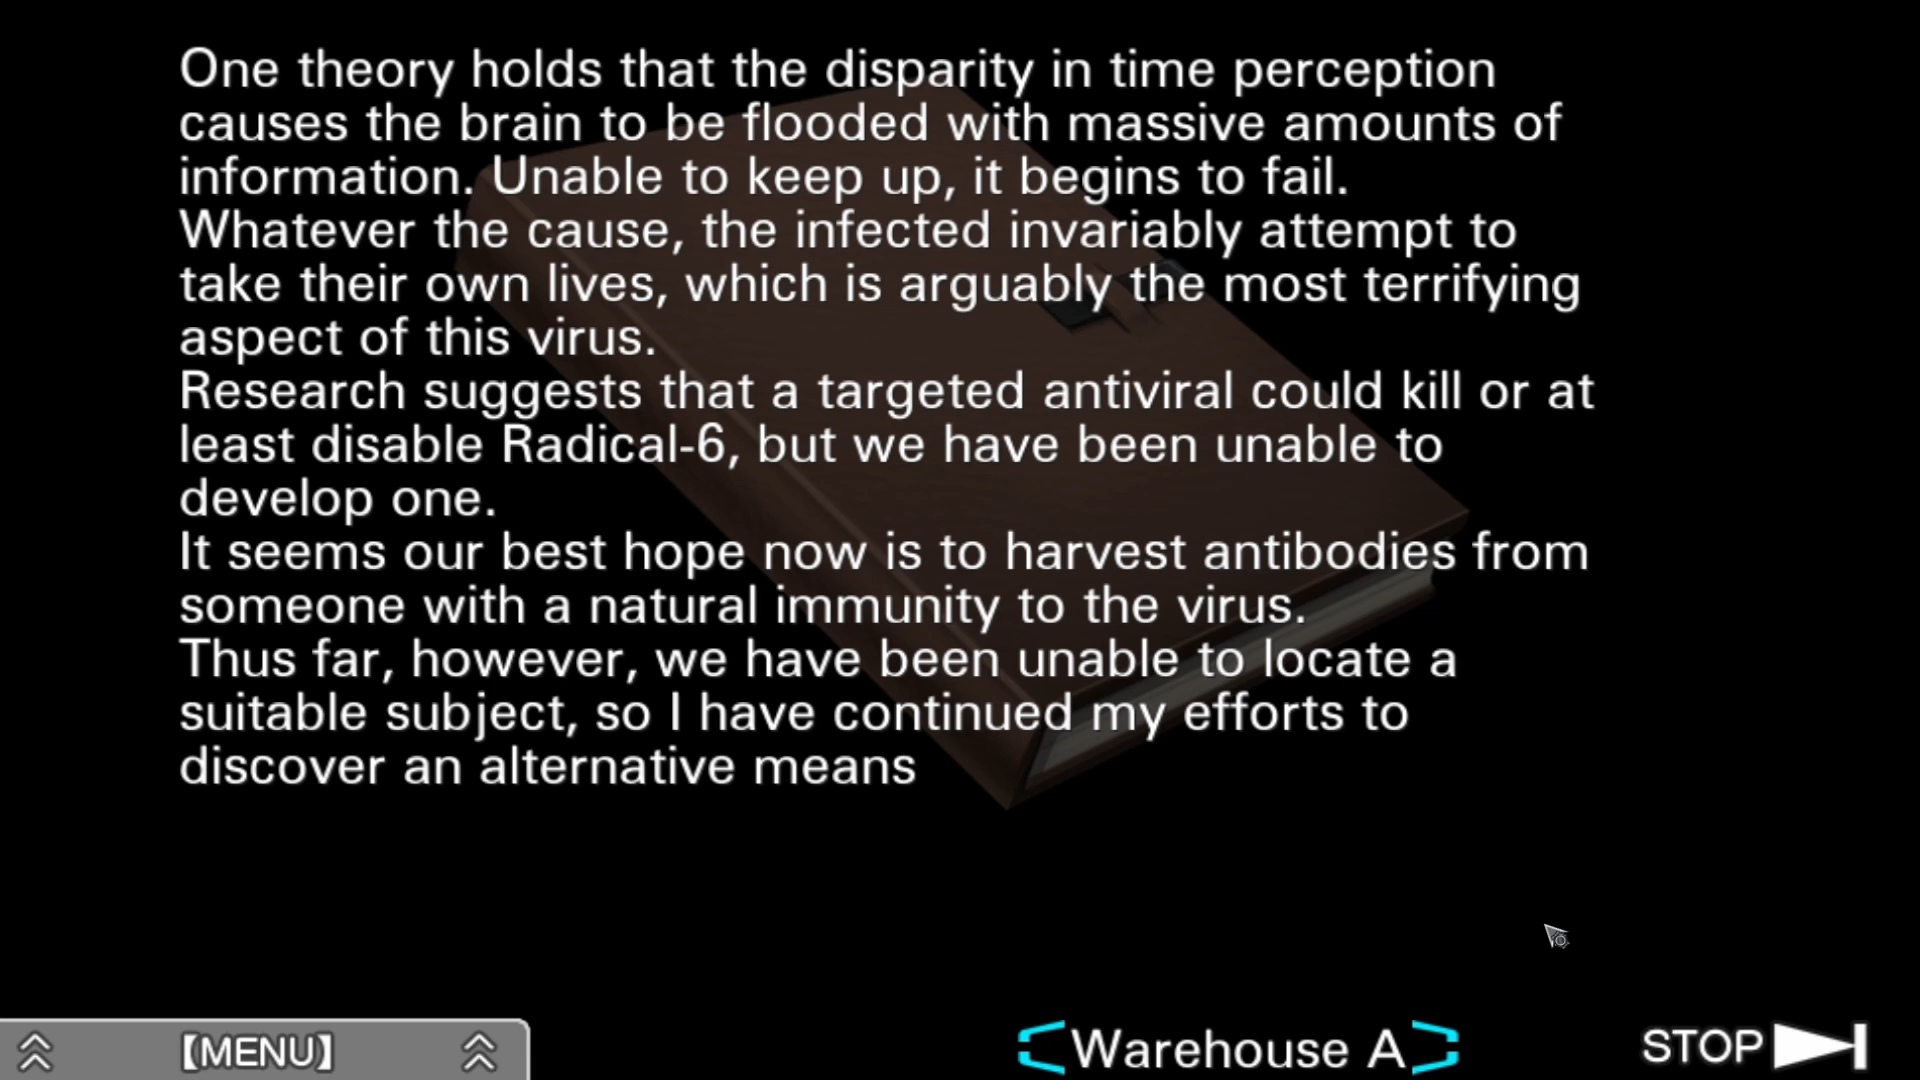 One theory holds that the disparity in time perception
causes the brain to be flooded with massive amounts of
information. Unable to keep up, it begins to fail.
Whatever the cause, the infected invariably attempt to
take their own lives, which is arguably the most terrifying
aspect of this virus.
Research suggests that a targeted antiviral could kill or at
least disable Radical-6, but we have been unable to
develop one.
It seems our best hope now is to harvest antibodies from
someone with a natural immunity to the virus.
Thus far, however, we have been unable to locate a
suitable subject, so I have continued my efforts to
discover an alternative means
【MENU】
Warehouse A
STOP